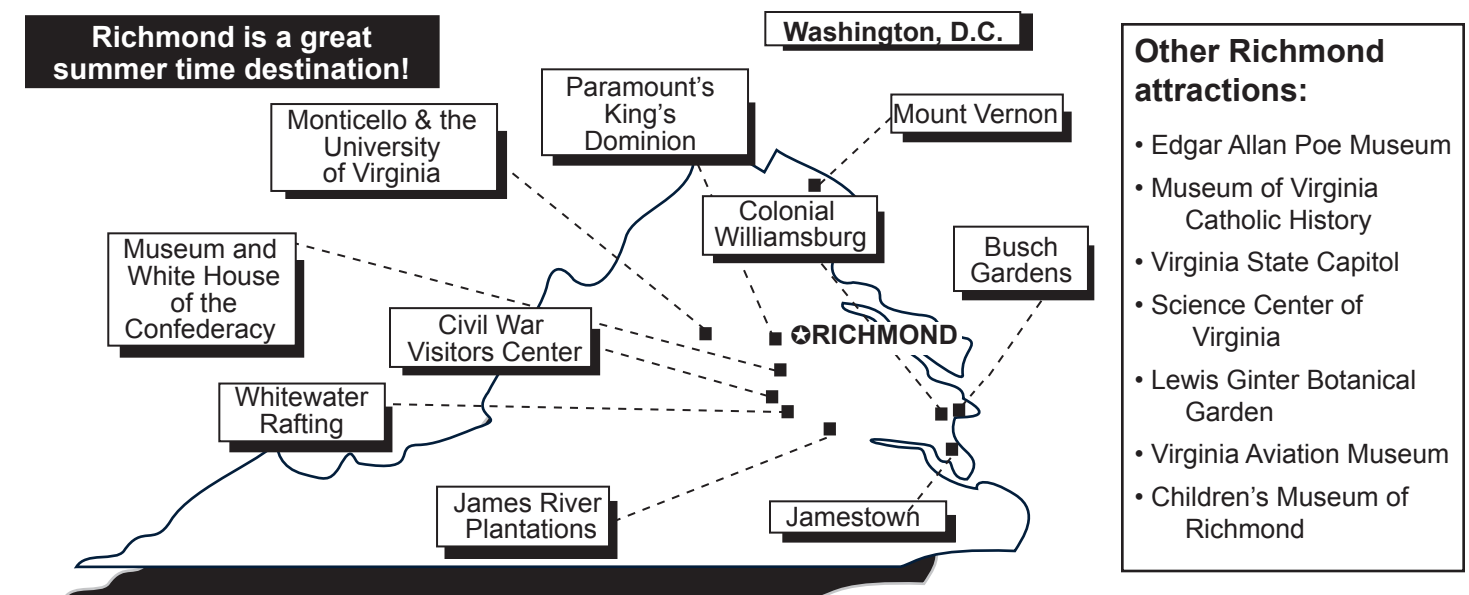 Richmond is a great
summer time destination!
Washington, D.C.
Paramount's
King's
Dominion
Mount Vernon
Monticello & the
University
of Virginia
Colonial
Williamsburg
Busch
Gardens
Museum and
White House
of the
Confederacy
Civil War
Visitors Center
RICHMOND
Whitewater
Rafting
James River
Plantations
Jamestown
Other Richmond
attractions:
• Edgar Allan Poe Museum
• Museum of Virginia
Catholic History
• Virginia State Capitol
• Science Center of
Virginia
• Lewis Ginter Botanical
Garden
• Virginia Aviation Museum
• Children's Museum of
Richmond